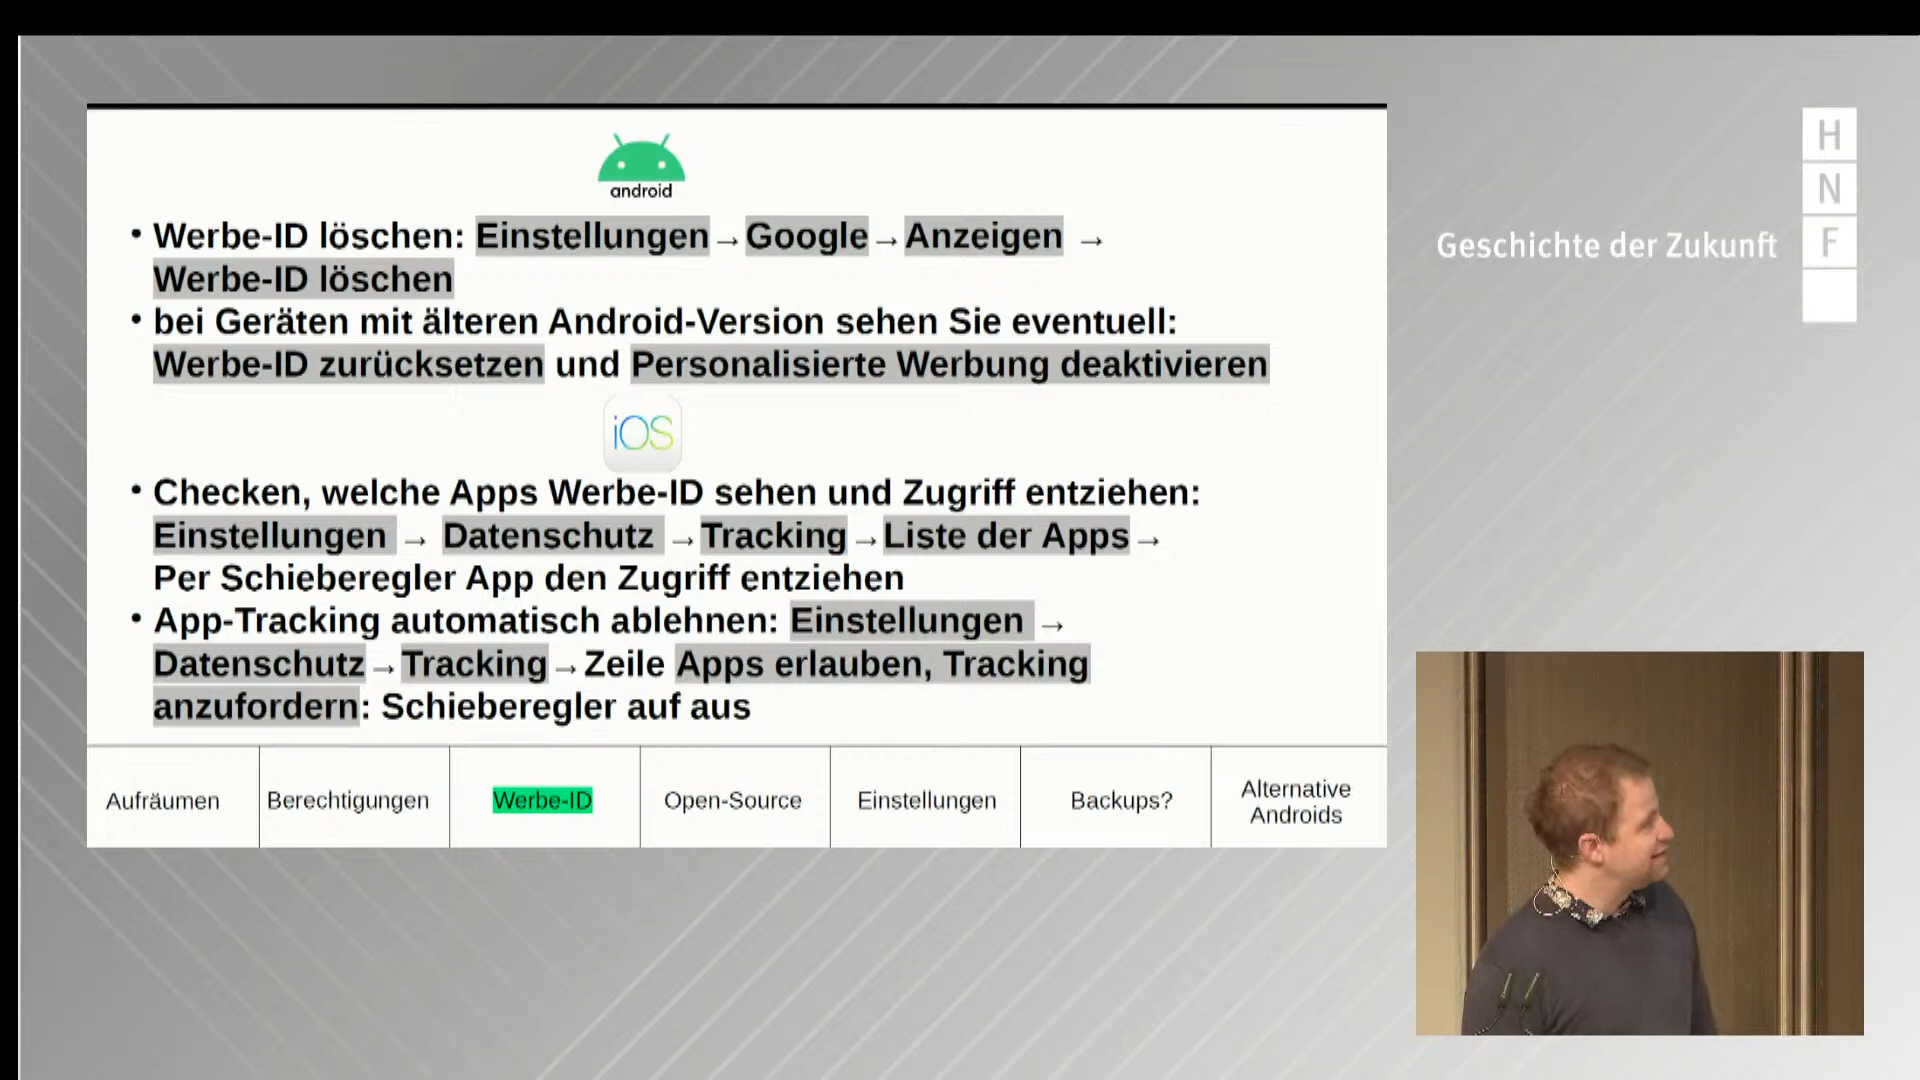 android
• Werbe-ID löschen: Einstellungen→Google→Anzeigen →
Werbe-ID löschen
• bei Geräten mit älteren Android-Version sehen Sie eventuell:
Werbe-ID zurücksetzen und Personalisierte Werbung deaktivieren
iOS
• Checken, welche Apps Werbe-ID sehen und Zugriff entziehen:
Einstellungen → Datenschutz →Tracking→Liste der Apps→
Per Schieberegler App den Zugriff entziehen
• App-Tracking automatisch ablehnen: Einstellungen →
Datenschutz→Tracking→Zeile Apps erlauben, Tracking
anzufordern: Schieberegler auf aus
Aufräumen
Berechtigungen
Werbe-ID
Open-Source
Einstellungen
Backups?
Alternative
Androids
Geschichte der Zukunft
H
N
F